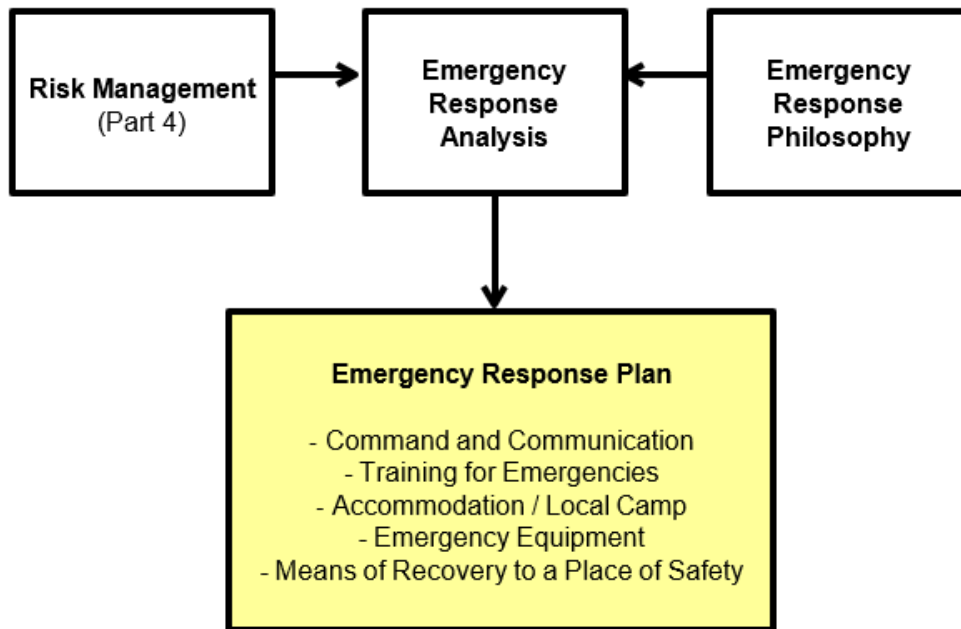 Risk Management
(Part 4)
Emergency
Response
Analysis
Emergency
Response
Philosophy
Emergency Response Plan
- Command and Communication
- Training for Emergencies
- Accommodation / Local Camp
- Emergency Equipment
- Means of Recovery to a Place of Safety